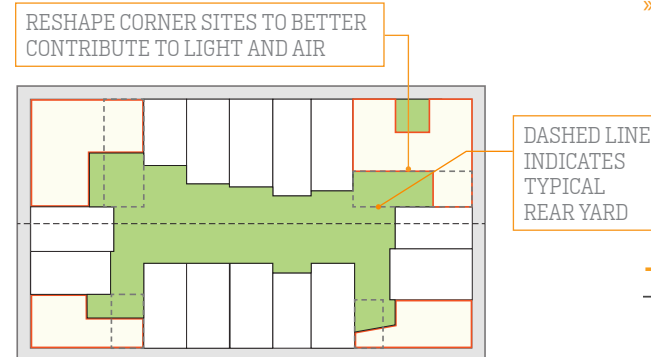 RESHAPE CORNER SITES TO BETTER
CONTRIBUTE TO LIGHT AND AIR
»
DASHED LINE
INDICATES
TYPICAL
REAR YARD